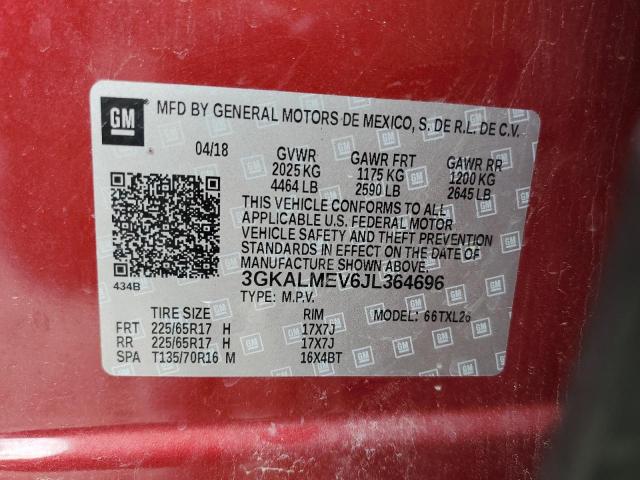 GM MFD BY GENERAL MOTORS DE MEXICO, S. DE R.L. DE C.V.
04/18 GVWR GAWR FRT GAWR RR
2025 KG 1175 KG 1200 KG
4464 LB 2590 LB 2645 LB
THIS VEHICLE CONFORMS TO ALL
APPLICABLE U.S. FEDERAL MOTOR
VEHICLE SAFETY AND THEFT PREVENTION
STANDARDS IN EFFECT ON THE DATE
OF MANUFACTURE SHOWN ABOVE.
434B 3GKALMEV6JL364696
TYPE: M.P.V.
TIRE SIZE RIM MODEL: 66TXL26
FRT 225/65R17 H 17X7J
RR 225/65R17 H 17X7J
SPA T135/70R16 M 16X4BT